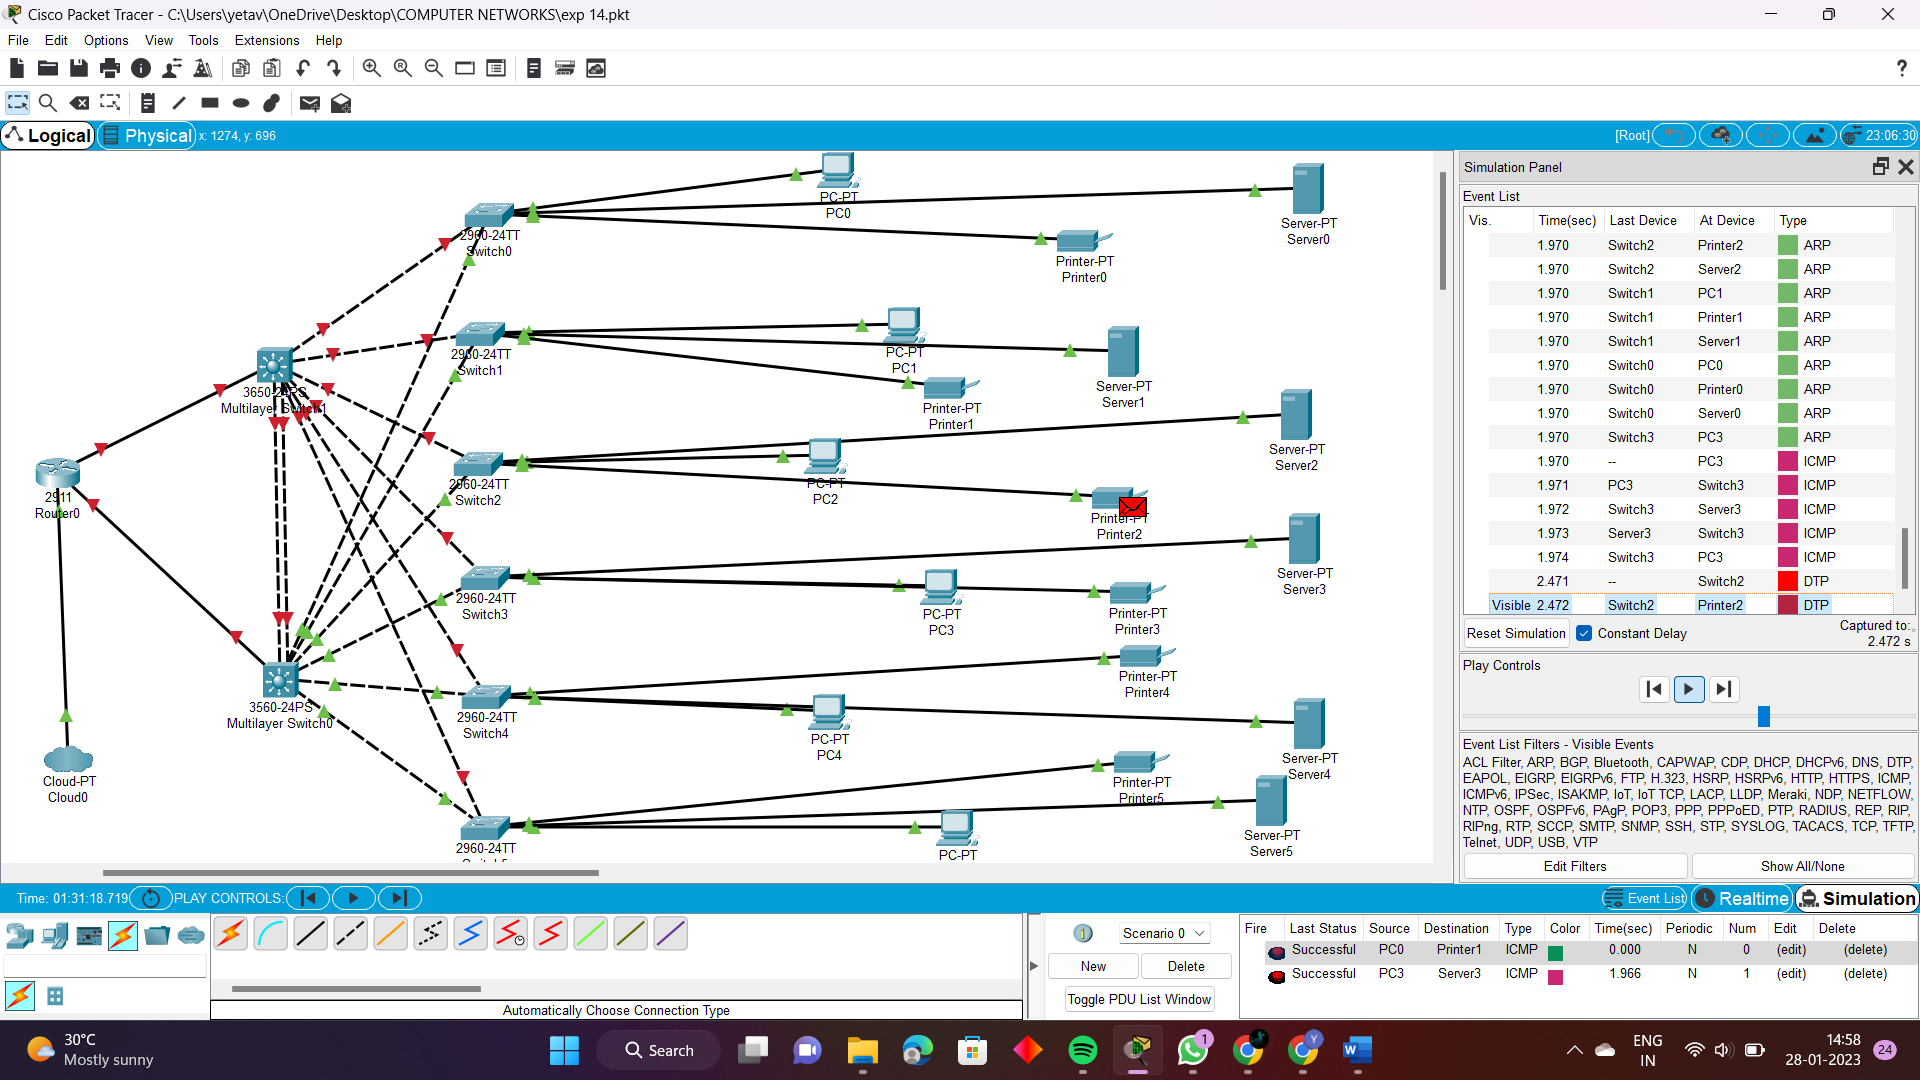 Cisco Packet Tracer - C:\Users\yetav\OneDrive\Desktop\COMPUTER NETWORKS\exp 14.pkt
File Edit Options View Tools Extensions Help
?
Logical Physical x: 1274, y: 696 [Root] 23:06:30
PC-PT
PC0
Server-PT
Server0
2960-24TT
Switch0
Printer-PT
Printer0
PC-PT
PC1
2960-24TT
Switch1
Server-PT
Server1
Printer-PT
Printer1
3650-24PS
Multilayer Switch1
Server-PT
Server2
2960-24TT
Switch2
PC-PT
PC2
Printer-PT
Printer2
2911
Router0
Server-PT
Server3
2960-24TT
Switch3
PC-PT
PC3
Printer-PT
Printer3
Printer-PT
Printer4
3560-24PS
Multilayer Switch0
2960-24TT
Switch4
PC-PT
PC4
Server-PT
Server4
Cloud-PT
Cloud0
Printer-PT
Printer5
Server-PT
Server5
2960-24TT
PC-PT
Simulation Panel
Event List
Vis. Time(sec) Last Device At Device Type
1.970 Switch2 Printer2 ARP
1.970 Switch2 Server2 ARP
1.970 Switch1 PC1 ARP
1.970 Switch1 Printer1 ARP
1.970 Switch1 Server1 ARP
1.970 Switch0 PC0 ARP
1.970 Switch0 Printer0 ARP
1.970 Switch0 Server0 ARP
1.970 Switch3 PC3 ARP
1.970 -- PC3 ICMP
1.971 PC3 Switch3 ICMP
1.972 Switch3 Server3 ICMP
1.973 Server3 Switch3 ICMP
1.974 Switch3 PC3 ICMP
2.471 -- Switch2 DTP
Visible 2.472 Switch2 Printer2 DTP
Reset Simulation Constant Delay Captured to:
2.472 s
Play Controls
Event List Filters - Visible Events
ACL Filter, ARP, BGP, Bluetooth, CAPWAP, CDP, DHCP, DHCPv6, DNS, DTP,
EAPOL, EIGRP, EIGRPv6, FTP, H.323, HSRP, HSRPv6, HTTP, HTTPS, ICMP,
ICMPv6, IPSec, ISAKMP, IoT, IoT TCP, LACP, LLDP, Meraki, NDP, NETFLOW,
NTP, OSPF, OSPFv6, PAgP, POP3, PPP, PPPoED, PTP, RADIUS, REP, RIP,
RIPng, RTP, SCCP, SMTP, SNMP, SSH, STP, SYSLOG, TACACS, TCP, TFTP,
Telnet, UDP, USB, VTP
Edit Filters Show All/None
Time: 01:31:18.719 PLAY CONTROLS: Event List Realtime Simulation
Scenario 0
New Delete
Toggle PDU List Window
Automatically Choose Connection Type
Fire Last Status Source Destination Type Color Time(sec) Periodic Num Edit Delete
Successful PC0 Printer1 ICMP 0.000 N 0 (edit) (delete)
Successful PC3 Server3 ICMP 1.966 N 1 (edit) (delete)
30°C
Mostly sunny
Search
1
Y
ENG
IN
14:58
28-01-2023
24